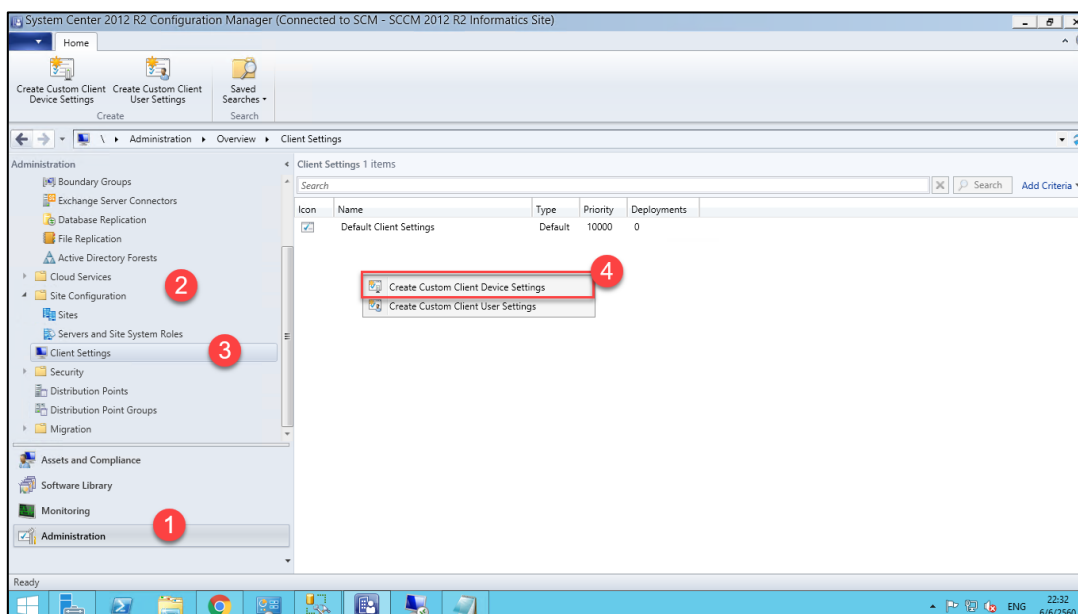 System Center 2012 R2 Configuration Manager (Connected to SCM - SCCM 2012 R2 Informatics Site)
Home
Create Custom Client Device Settings
Create Custom Client User Settings
Saved Searches
Create
Search
\ Administration Overview Client Settings
Administration
Boundary Groups
Exchange Server Connectors
Database Replication
File Replication
Active Directory Forests
Cloud Services
2
Site Configuration
Sites
Servers and Site System Roles
Client Settings
3
Security
Distribution Points
Distribution Point Groups
Migration
Assets and Compliance
Software Library
Monitoring
1
Administration
Client Settings 1 items
Search
Search
Add Criteria
Icon Name Type Priority Deployments
Default Client Settings Default 10000 0
4
Create Custom Client Device Settings
Create Custom Client User Settings
Ready
ENG
22:32
6/6/2560